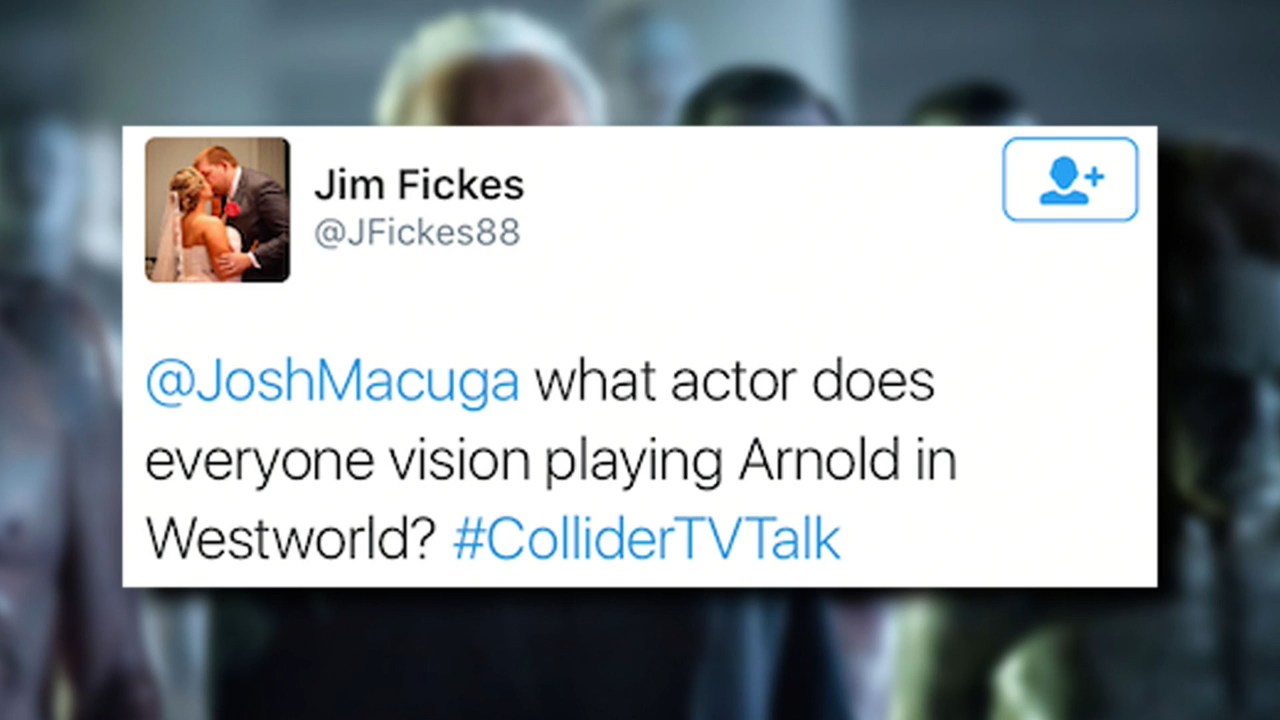 Jim Fickes
@JFickes88
@JoshMacuga what actor does
everyone vision playing Arnold in
Westworld? #ColliderTVTalk